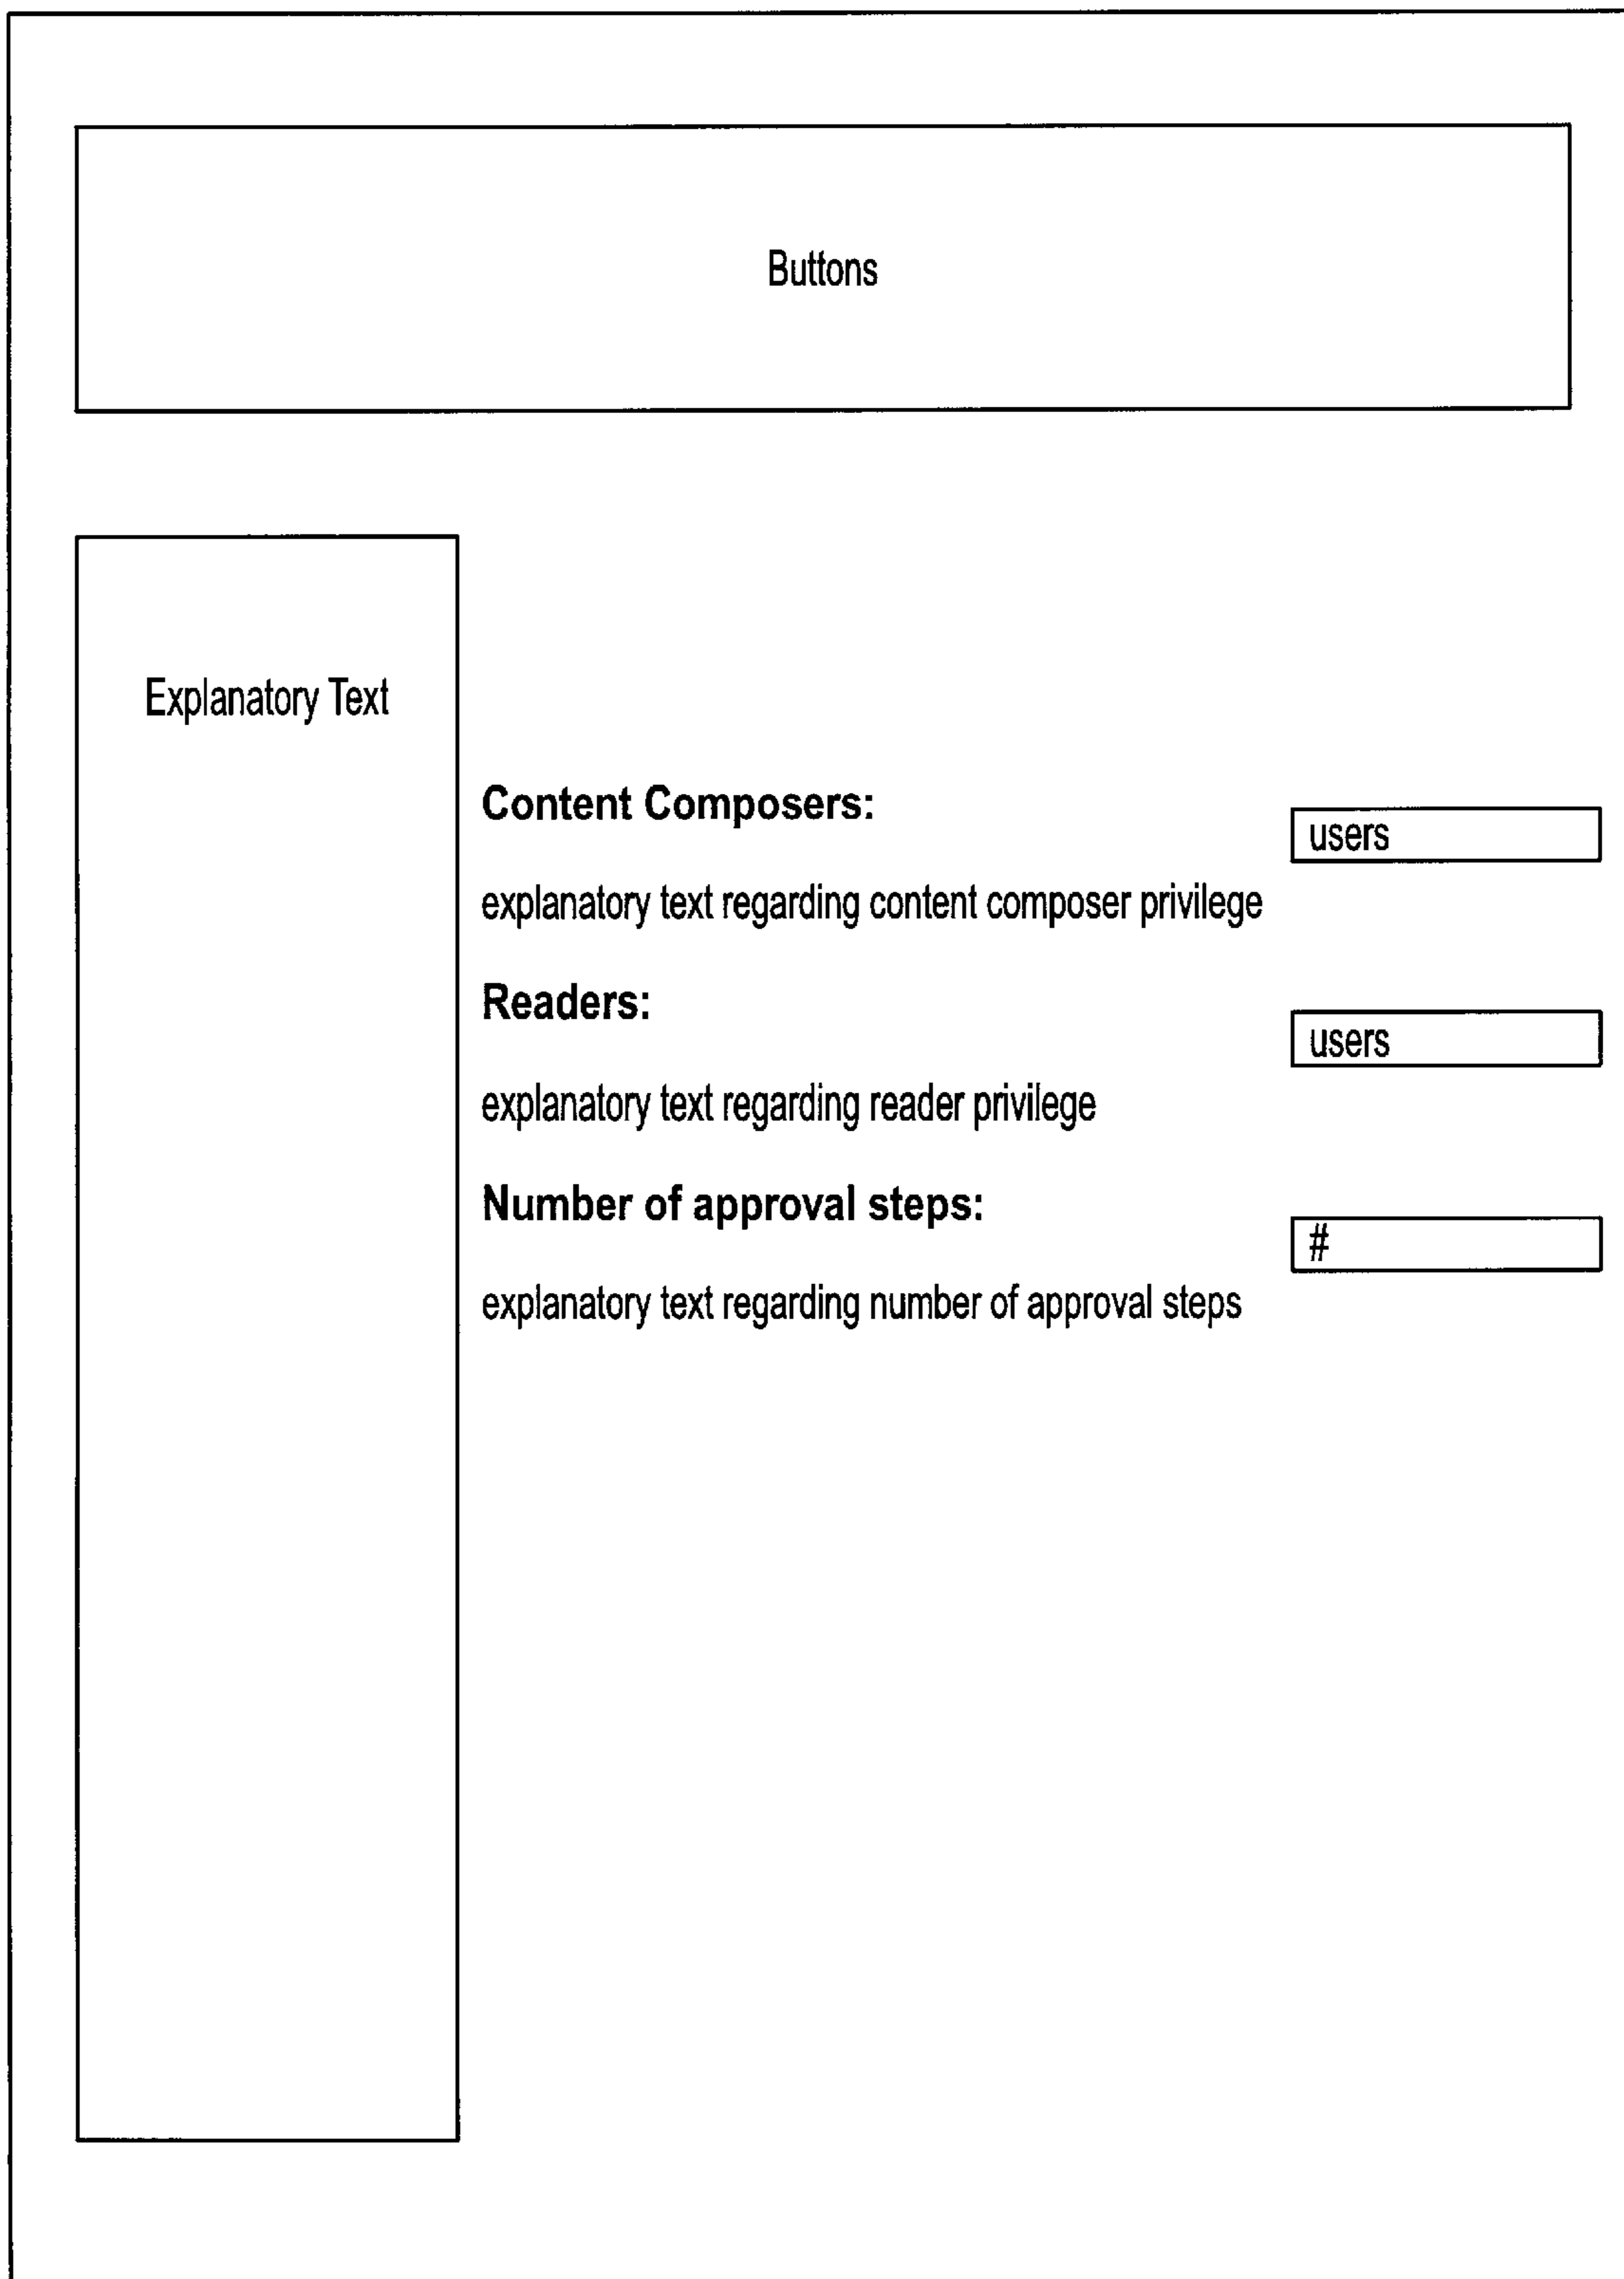 Buttons
Explanatory Text
Content Composers:
users
explanatory text regarding content composer privilege
Readers:
users
explanatory text regarding reader privilege
Number of approval steps:
#
explanatory text regarding number of approval steps